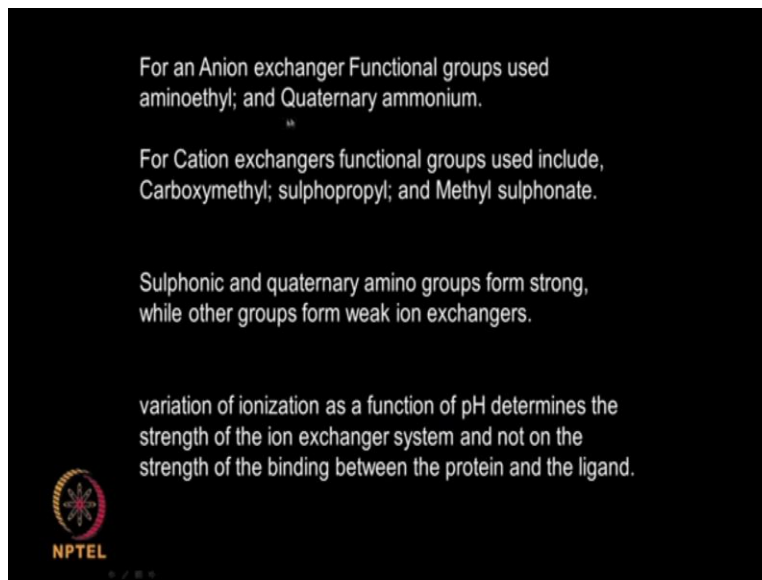 For an Anion exchanger Functional groups used
aminoethyl; and Quaternary ammonium.
For Cation exchangers functional groups used include,
Carboxymethyl; sulphopropyl; and Methyl sulphonate.
Sulphonic and quaternary amino groups form strong,
while other groups form weak ion exchangers.
variation of ionization as a function of pH determines the
strength of the ion exchanger system and not on the
strength of the binding between the protein and the ligand.
NPTEL